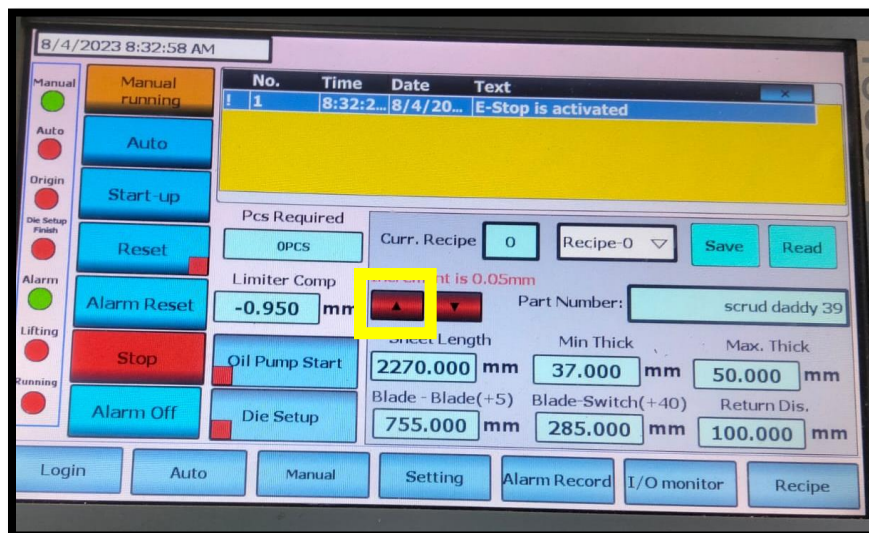 8/4/2023 8:32:58 AM
Manual
Manual running
No. Time Date Text
! 1 8:32:2... 8/4/20... E-Stop is activated
Auto
Auto
Origin
Start-up
Die Setup Finish
Reset
Pcs Required
0PCS
Curr. Recipe 0 Recipe-0 Save Read
Alarm
Alarm Reset
Limiter Comp
-0.950 mm
is 0.05mm
Part Number: scrud daddy 39
Lifting
Stop
Oil Pump Start
Sheet Length Min Thick Max. Thick
2270.000 mm 37.000 mm 50.000 mm
Running
Alarm Off
Die Setup
Blade - Blade(+5) Blade-Switch(+40) Return Dis.
755.000 mm 285.000 mm 100.000 mm
Login Auto Manual Setting Alarm Record I/O monitor Recipe